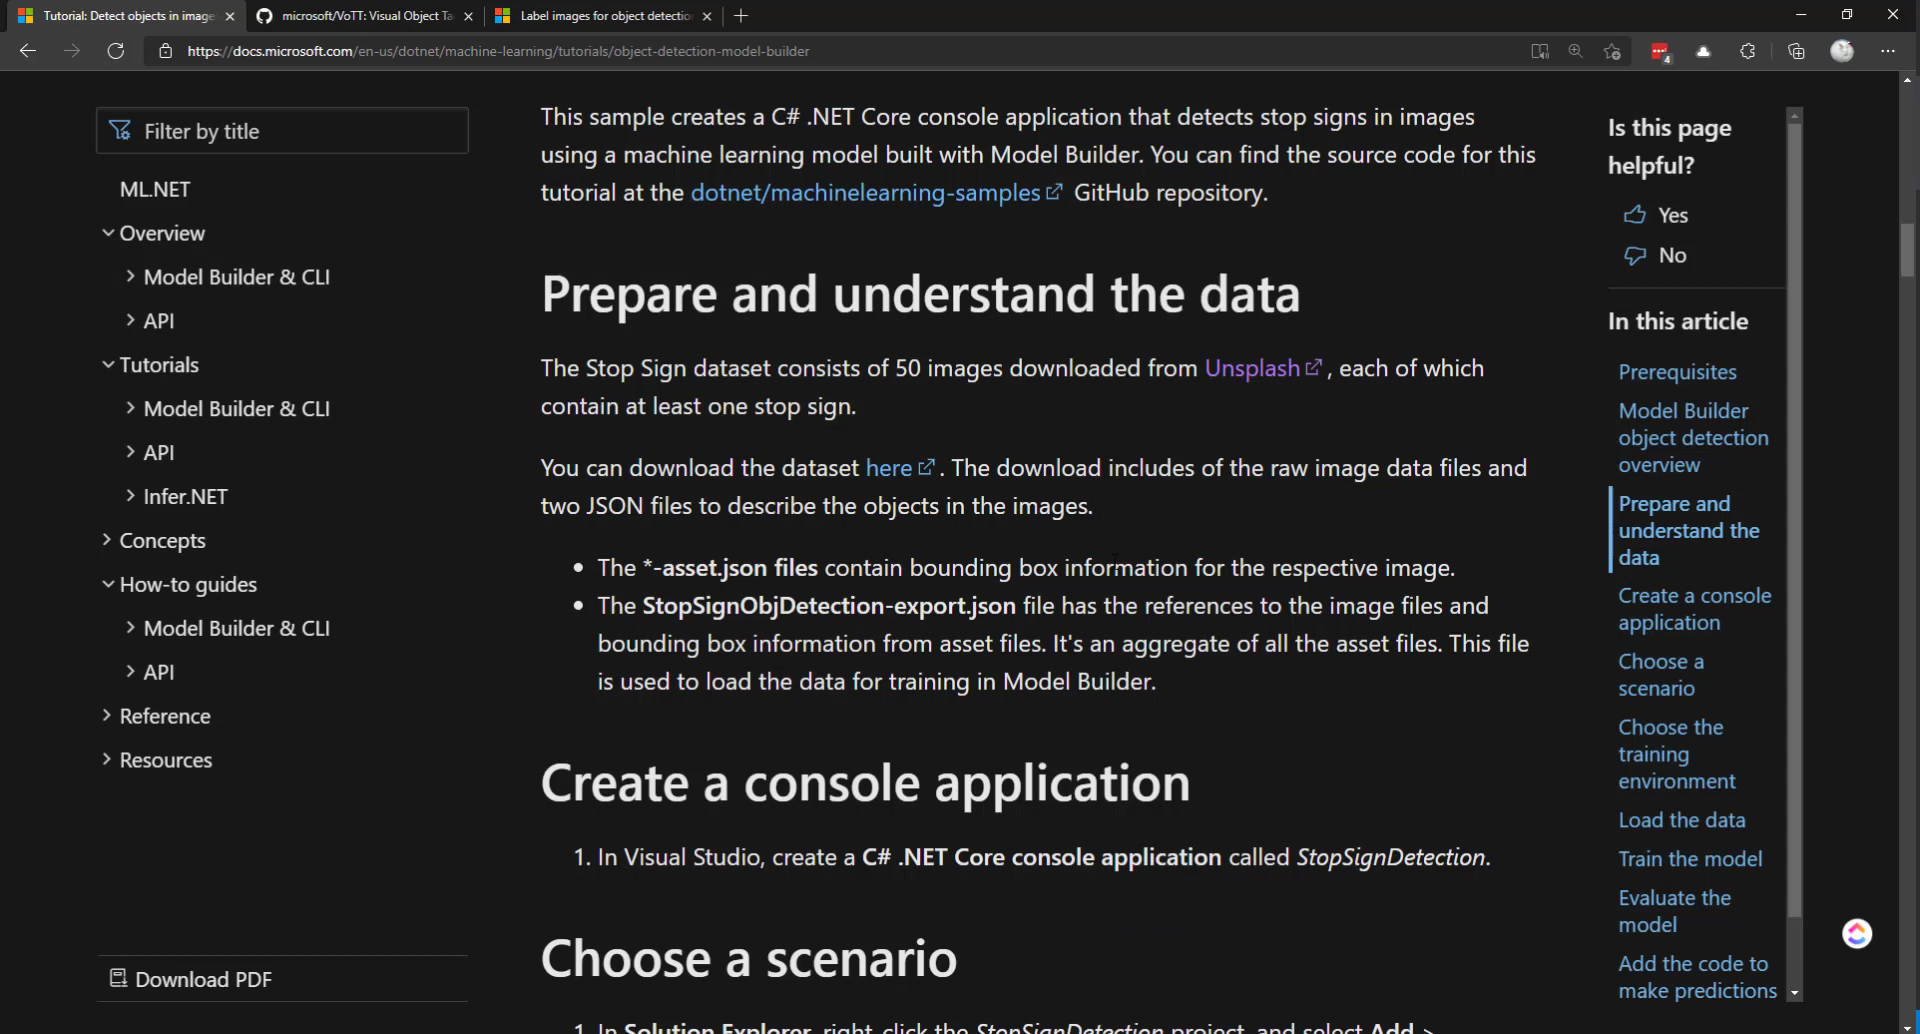 Tutorial: Detect objects in image
microsoft/VoTT: Visual Object Ta
Label images for object detectio
https://docs.microsoft.com/en-us/dotnet/machine-learning/tutorials/object-detection-model-builder
4
Filter by title
ML.NET
Overview
Model Builder & CLI
API
Tutorials
Model Builder & CLI
API
Infer.NET
Concepts
How-to guides
Model Builder & CLI
API
Reference
Resources
Download PDF
This sample creates a C# .NET Core console application that detects stop signs in images
using a machine learning model built with Model Builder. You can find the source code for this
tutorial at the dotnet/machinelearning-samples GitHub repository.
Prepare and understand the data
The Stop Sign dataset consists of 50 images downloaded from Unsplash , each of which
contain at least one stop sign.
You can download the dataset here . The download includes of the raw image data files and
two JSON files to describe the objects in the images.
• The *-asset.json files contain bounding box information for the respective image.
• The StopSignObjDetection-export.json file has the references to the image files and
bounding box information from asset files. It's an aggregate of all the asset files. This file
is used to load the data for training in Model Builder.
Create a console application
1. In Visual Studio, create a C# .NET Core console application called StopSignDetection.
Choose a scenario
1. In Solution Explorer, right-click the StopSignDetection project, and select Add >
Is this page
helpful?
Yes
No
In this article
Prerequisites
Model Builder
object detection
overview
Prepare and
understand the
data
Create a console
application
Choose a
scenario
Choose the
training
environment
Load the data
Train the model
Evaluate the
model
Add the code to
make predictions